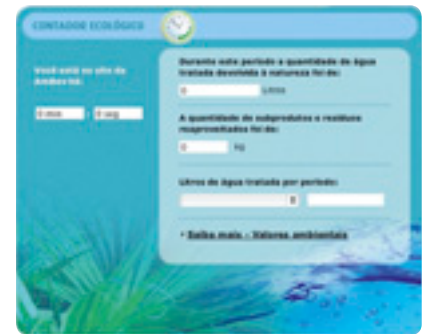 CONTADOR ECOLÓGICO
Você está no site da
Ambev há:
0 min : 0 seg
Durante este período a quantidade de água
tratada devolvida à natureza foi de:
0 Litros
A quantidade de subprodutos e resíduos
reaproveitados foi de:
0 kg
Litros de água tratada por período:
Saiba mais - Valores ambientais